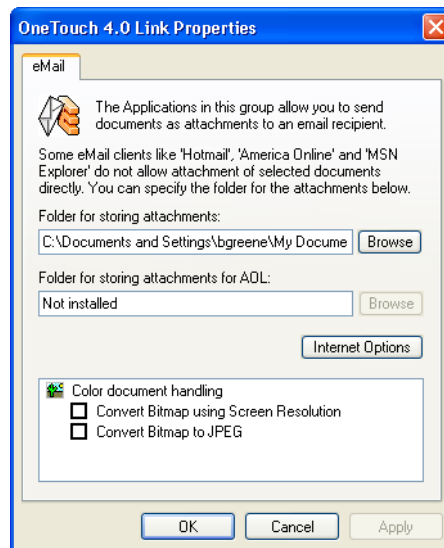 OneTouch 4.0 Link Properties
eMail
The Applications in this group allow you to send
documents as attachments to an email recipient.
Some eMail clients like 'Hotmail', 'America Online' and 'MSN
Explorer' do not allow attachment of selected documents
directly. You can specify the folder for the attachments below.
Folder for storing attachments:
C:\Documents and Settings\bgreene\My Docume Browse
Folder for storing attachments for AOL:
Not installed Browse
Internet Options
Color document handling
Convert Bitmap using Screen Resolution
Convert Bitmap to JPEG
OK Cancel Apply